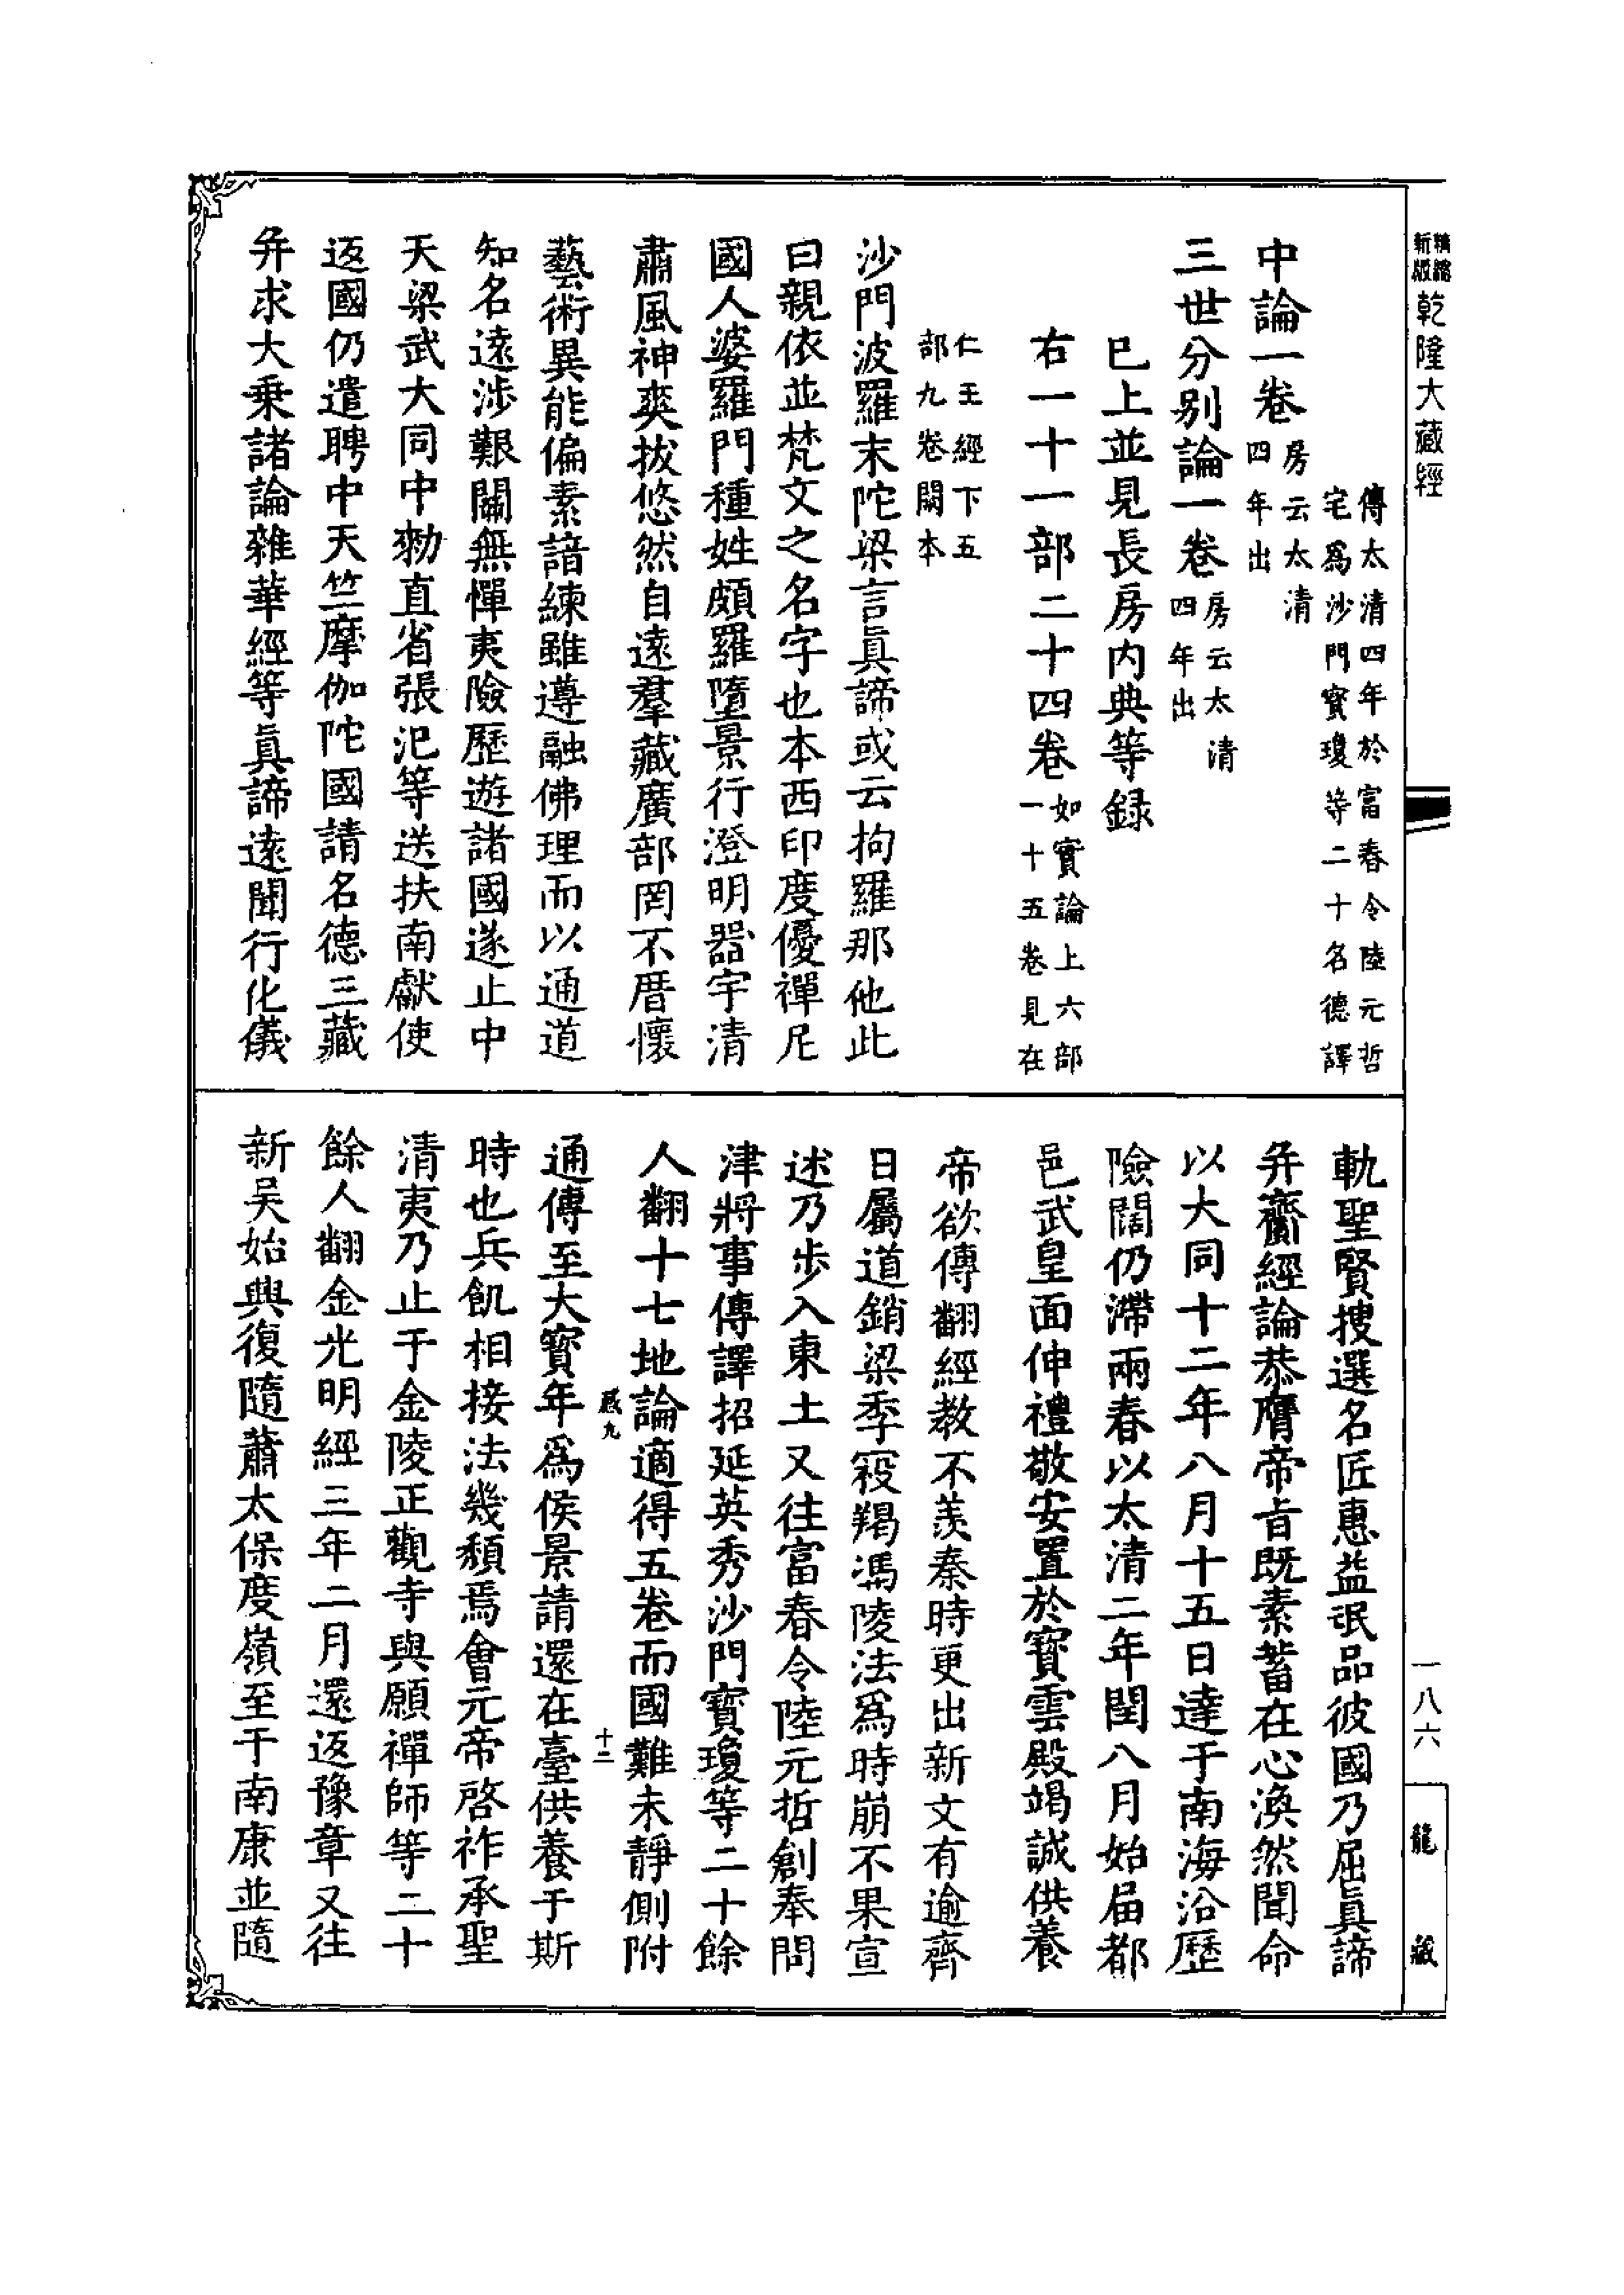 精縮
新版
乾隆大藏經
一八六
龍藏
傳太清四年於富春令陸元哲
宅爲沙門寳瓊等二十名德譯
中論一卷房云太清
四年出
三世分别論一卷房云太清
四年出
巳上並見長房内典等録
右一十一部二十四卷如實論上六部
一十五卷見在
仁王經下五
部九卷闕本
沙門波羅末陀梁言眞諦或云拘羅那他此
曰親依並梵文之名字也本西印度優禪尼
國人婆羅門種姓頗羅墮景行澄明器宇清
肅風神爽拔悠然自遠羣藏廣部罔不厝懷
藝術異能偏素諳練雖遵融佛理而以通道
知名遠涉艱關無憚夷險歷遊諸國遂止中
天梁武大同中勑直省張汜等送扶南獻使
返國仍遣聘中天竺摩伽陀國請名德三藏
并求大乗諸論雜華經等眞諦遠聞行化儀
軌聖賢搜選名匠惠益氓品彼國乃屈眞諦
并齎經論恭膺帝旨既素蓄在心渙然聞命
以大同十二年八月十五日達于南海沿歷
險闊仍滯兩春以太清二年閏八月始届都
邑武皇面伸禮敬安置於寳雲殿竭誠供養
帝欲傳翻經教不羡秦時更出新文有逾齊
日屬道銷梁季寇羯馮陵法爲時崩不果宣
述乃步入東土又往富春令陸元哲創奉問
津將事傳譯招延英秀沙門寳瓊等二十餘
人翻十七地論適得五卷而國難未靜側附
感九
十二
通傳至大寳年爲侯景請還在臺供養于斯
時也兵飢相接法幾頽焉會元帝啓祚承聖
清夷乃止于金陵正觀寺與願禪師等二十
餘人翻金光明經三年二月還返豫章又往
新吴始興復隨蕭太保度嶺至于南康並隨